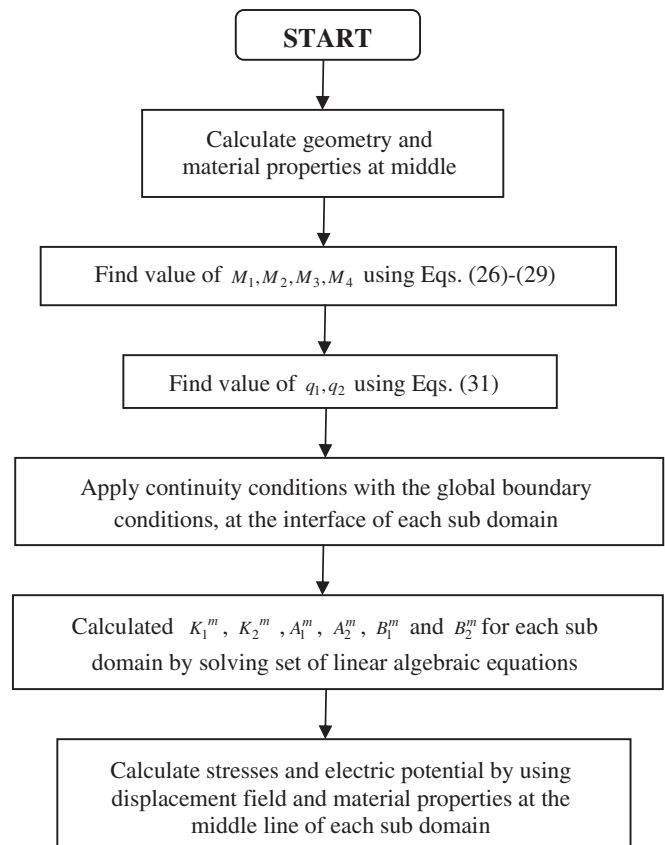 START
Calculate geometry and
material properties at middle
Find value of M₁,M₂,M₃,M₄ using Eqs. (26)-(29)
Find value of q₁,q₂ using Eqs. (31)
Apply continuity conditions with the global boundary
conditions, at the interface of each sub domain
Calculated K₁ᵐ, K₂ᵐ ,A₁ᵐ, A₂ᵐ, B₁ᵐ and B₂ᵐ for each sub
domain by solving set of linear algebraic equations
Calculate stresses and electric potential by using
displacement field and material properties at the
middle line of each sub domain